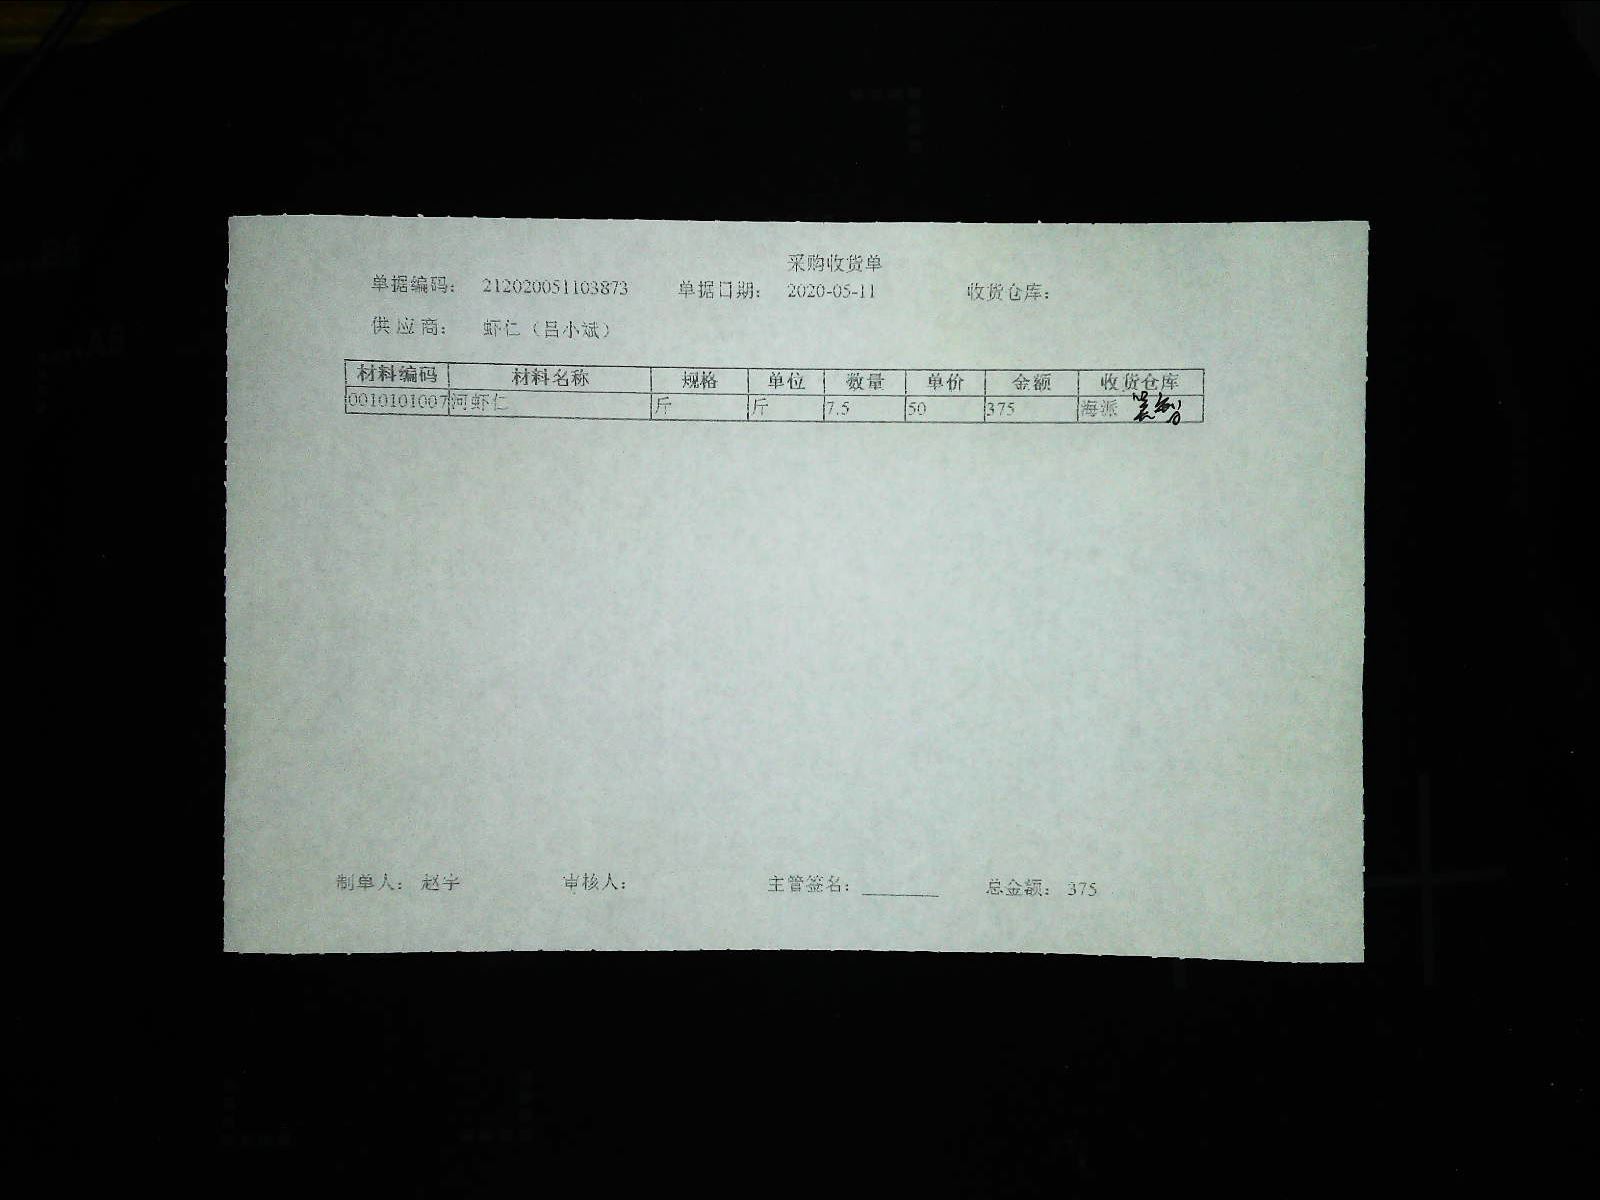 采购收货单
单据编码: 212020051103873 单据日期: 2020-05-11 收货仓库:
供应商: 虾仁（吕小斌）
材料编码 材料名称 规格 单位 数量 单价 金额 收货仓库
0010101007 河虾仁 斤 斤 7.5 50 375 海派
制单人: 赵宇 审核人: 主管签名: ________ 总金额: 375